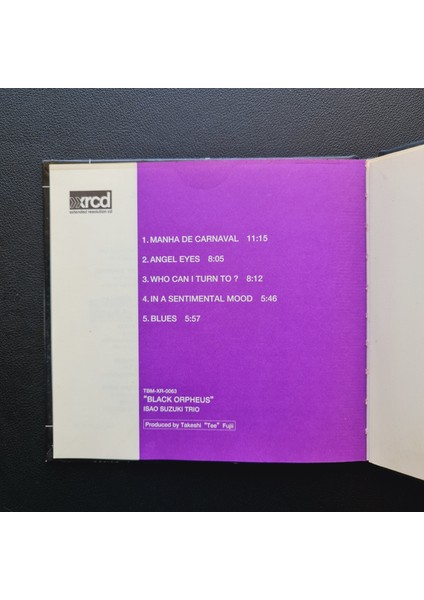 xrcd
extended resolution cd
1. MANHA DE CARNAVAL 11:15
2. ANGEL EYES 8:05
3. WHO CAN I TURN TO ? 8:12
4. IN A SENTIMENTAL MOOD 5:46
5. BLUES 5:57
TBM-XR-0063
"BLACK ORPHEUS"
ISAO SUZUKI TRIO
Produced by Takeshi "Tee" Fujii